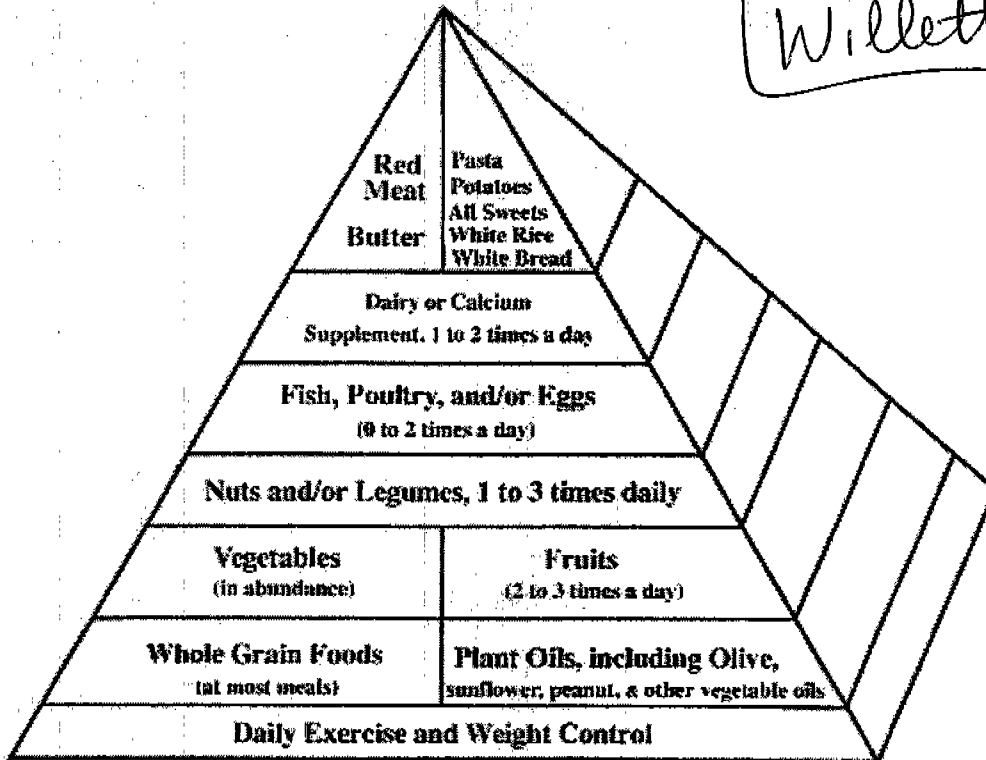 Willett
Red
Meat
Butter
Pasta
Potatoes
All Sweets
White Rice
White Bread
Dairy or Calcium
Supplement, 1 to 2 times a day
Fish, Poultry, and/or Eggs
(0 to 2 times a day)
Nuts and/or Legumes, 1 to 3 times daily
Vegetables
(in abundance)
Fruits
(2 to 3 times a day)
Whole Grain Foods
(at most meals)
Plant Oils, including Olive,
sunflower, peanut, & other vegetable oils
Daily Exercise and Weight Control